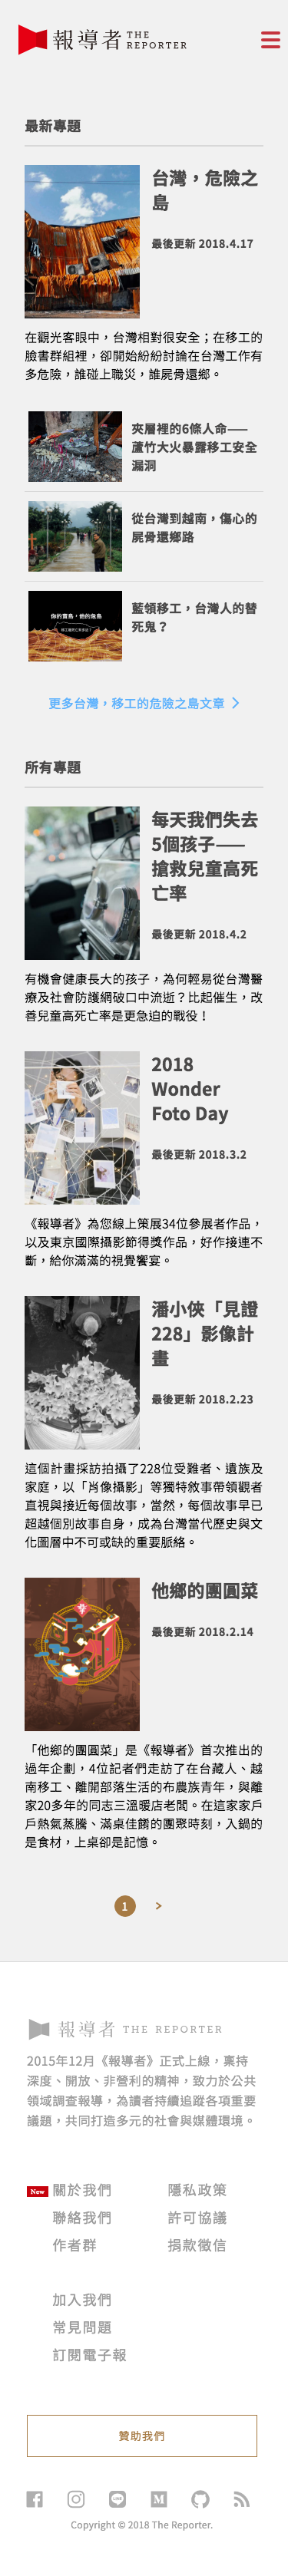 報導者 THE
REPORTER
最新專題
台灣，危險之
島
最後更新 2018.4.17
在觀光客眼中，台灣相對很安全；在移工的
臉書群組裡，卻開始紛紛討論在台灣工作有
多危險，誰碰上職災，誰屍骨還鄉。
夾層裡的6條人命——
蘆竹大火暴露移工安全
漏洞
從台灣到越南，傷心的
屍骨還鄉路
藍領移工，台灣人的替
死鬼？
更多台灣，移工的危險之島文章 >
所有專題
每天我們失去
5個孩子——
搶救兒童高死
亡率
最後更新 2018.4.2
有機會健康長大的孩子，為何輕易從台灣醫
療及社會防護網破口中流逝？比起催生，改
善兒童高死亡率是更急迫的戰役！
2018
Wonder
Foto Day
最後更新 2018.3.2
《報導者》為您線上策展34位參展者作品，
以及東京國際攝影節得獎作品，好作接連不
斷，給你滿滿的視覺饗宴。
潘小俠「見證
228」影像計
畫
最後更新 2018.2.23
這個計畫採訪拍攝了228位受難者、遺族及
家庭，以「肖像攝影」等獨特敘事帶領觀者
直視與接近每個故事，當然，每個故事早已
超越個別故事自身，成為台灣當代歷史與文
化圖層中不可或缺的重要脈絡。
他鄉的團圓菜
最後更新 2018.2.14
「他鄉的團圓菜」是《報導者》首次推出的
過年企劃，4位記者們走訪了在台藏人、越
南移工、離開部落生活的布農族青年，與離
家20多年的同志三溫暖店老闆。在這家家戶
戶熱氣蒸騰、滿桌佳餚的團聚時刻，入鍋的
是食材，上桌卻是記憶。
1 >
報導者 THE REPORTER
2015年12月《報導者》正式上線，稟持
深度、開放、非營利的精神，致力於公共
領域調查報導，為讀者持續追蹤各項重要
議題，共同打造多元的社會與媒體環境。
New 關於我們 隱私政策
聯絡我們 許可協議
作者群 捐款徵信
加入我們
常見問題
訂閱電子報
贊助我們
Copyright © 2018 The Reporter.